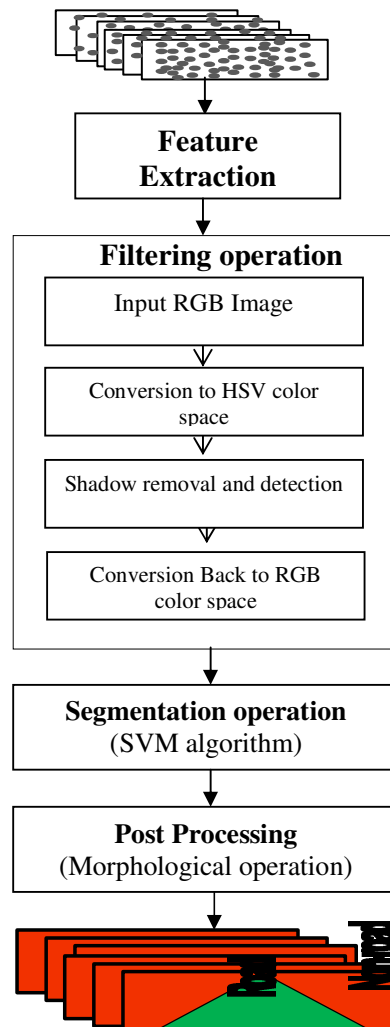 Feature
Extraction
Filtering operation
Input RGB Image
Conversion to HSV color
space
Shadow removal and detection
Conversion Back to RGB
color space
Segmentation operation
(SVM algorithm)
Post Processing
(Morphological operation)